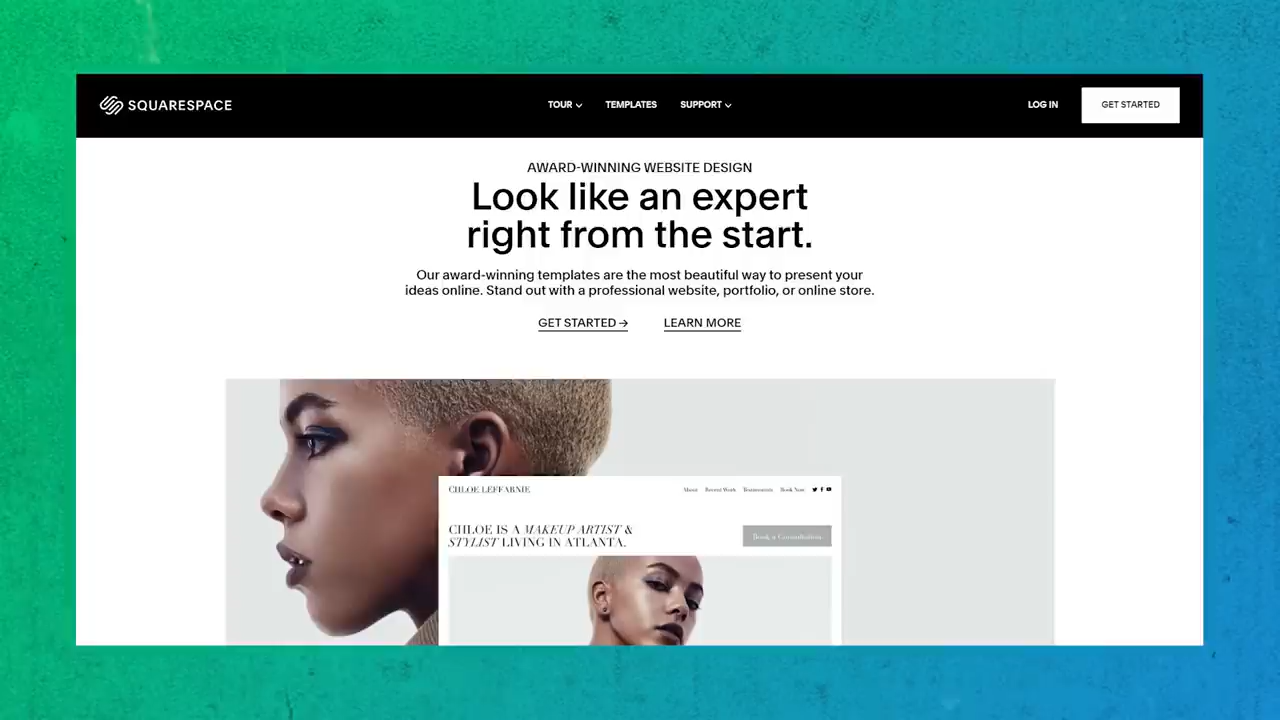 SQUARESPACE
TOUR
TEMPLATES
SUPPORT
LOG IN
GET STARTED
AWARD-WINNING WEBSITE DESIGN
Look like an expert
right from the start.
Our award-winning templates are the most beautiful way to present your
ideas online. Stand out with a professional website, portfolio, or online store.
GET STARTED →
LEARN MORE
CHLOE LEFFARNIE
About Recent Work Testimonials Book Now
CHLOE IS A MAKEUP ARTIST &
STYLIST LIVING IN ATLANTA.
Book a Consultation